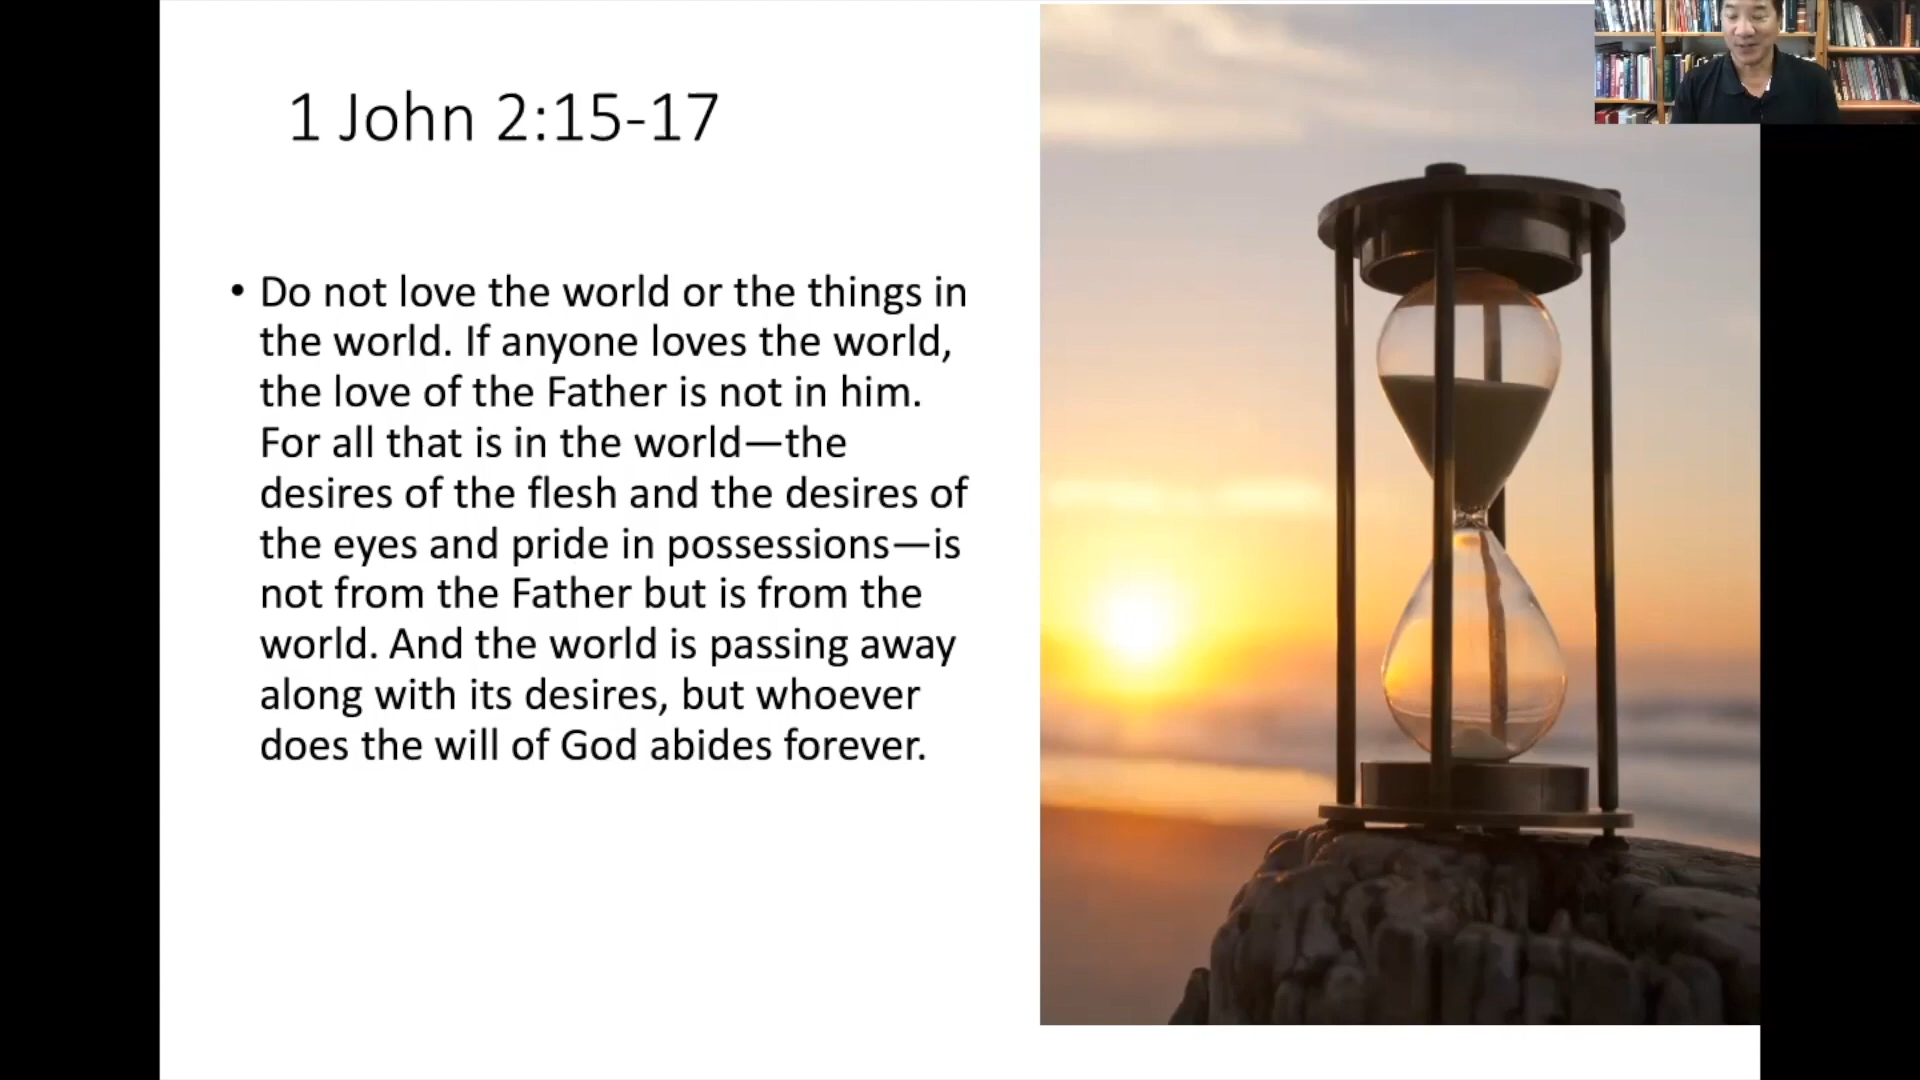 1 John 2:15-17
• Do not love the world or the things in
the world. If anyone loves the world,
the love of the Father is not in him.
For all that is in the world—the
desires of the flesh and the desires of
the eyes and pride in possessions—is
not from the Father but is from the
world. And the world is passing away
along with its desires, but whoever
does the will of God abides forever.